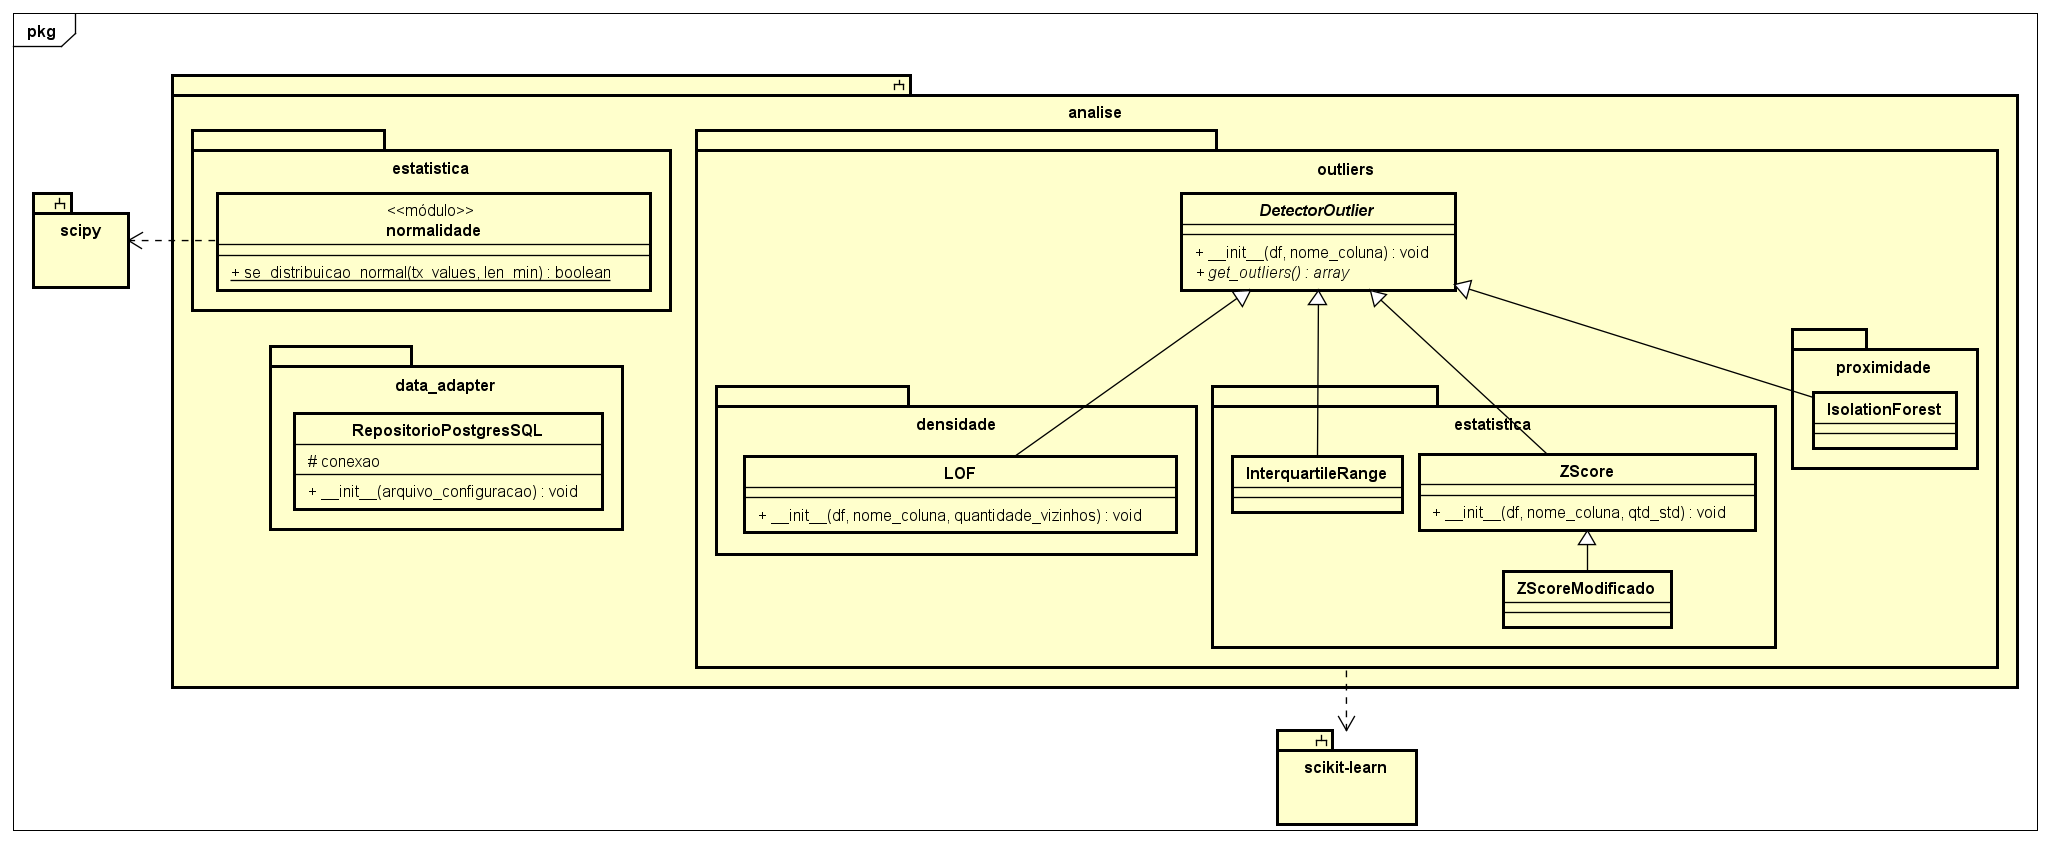 pkg
analise
estatistica
<<módulo>>
normalidade
+ se_distribuicao_normal(tx_values, len_min) : boolean
scipy
data_adapter
RepositorioPostgresSQL
# conexao
+ __init__(arquivo_configuracao) : void
outliers
DetectorOutlier
+ __init__(df, nome_coluna) : void
+ get_outliers() : array
densidade
LOF
+ __init__(df, nome_coluna, quantidade_vizinhos) : void
estatistica
InterquartileRange
ZScore
+ __init__(df, nome_coluna, qtd_std) : void
ZScoreModificado
proximidade
IsolationForest
scikit-learn